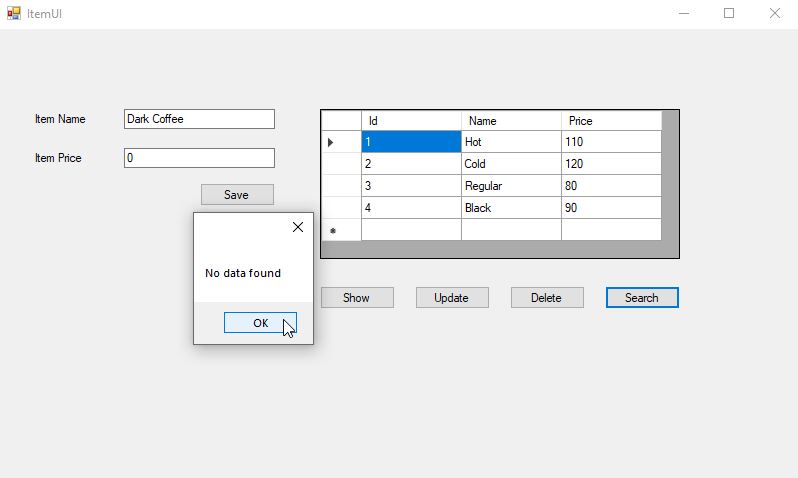 ItemUI
Item Name Dark Coffee
Item Price 0
Save
Id Name Price
1 Hot 110
2 Cold 120
3 Regular 80
4 Black 90
No data found
OK
Show Update Delete Search